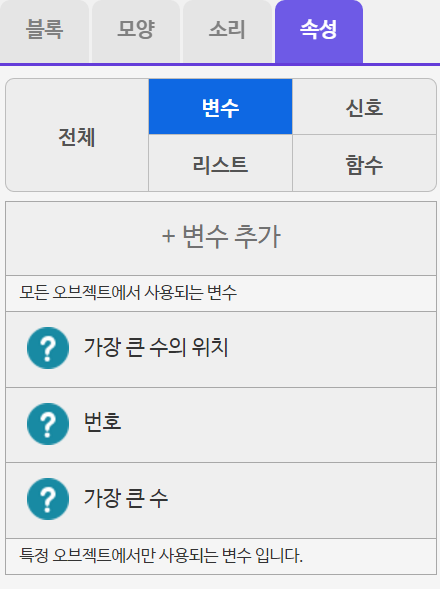 블록 모양 소리 속성
전체 변수 신호
리스트 함수
+ 변수 추가
모든 오브젝트에서 사용되는 변수
? 가장 큰 수의 위치
? 번호
? 가장 큰 수
특정 오브젝트에서만 사용되는 변수 입니다.